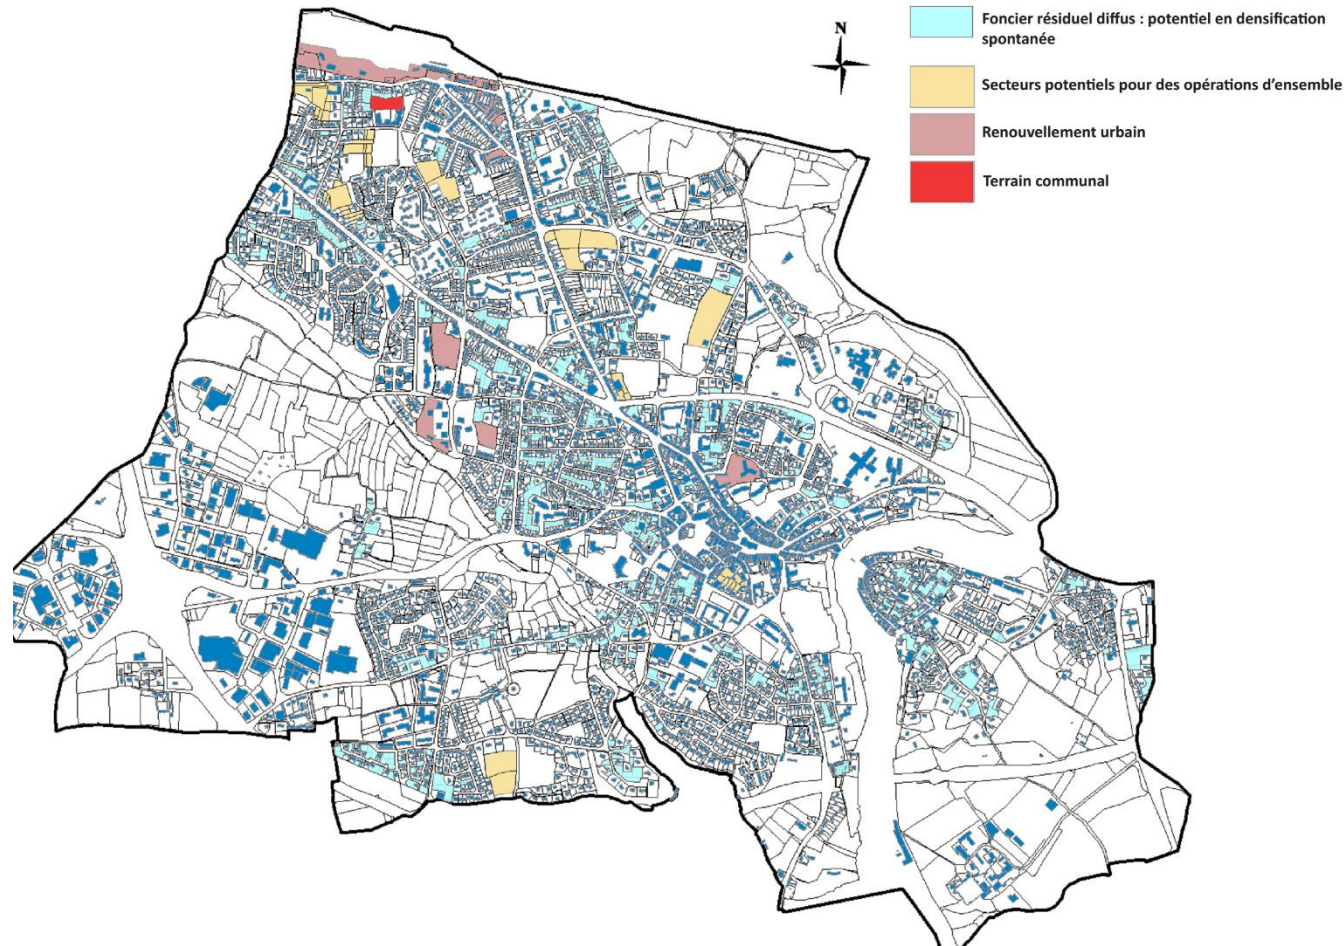 Foncier résiduel diffus : potentiel en densification
spontanée
N
Secteurs potentiels pour des opérations d'ensemble
Renouvellement urbain
Terrain communal